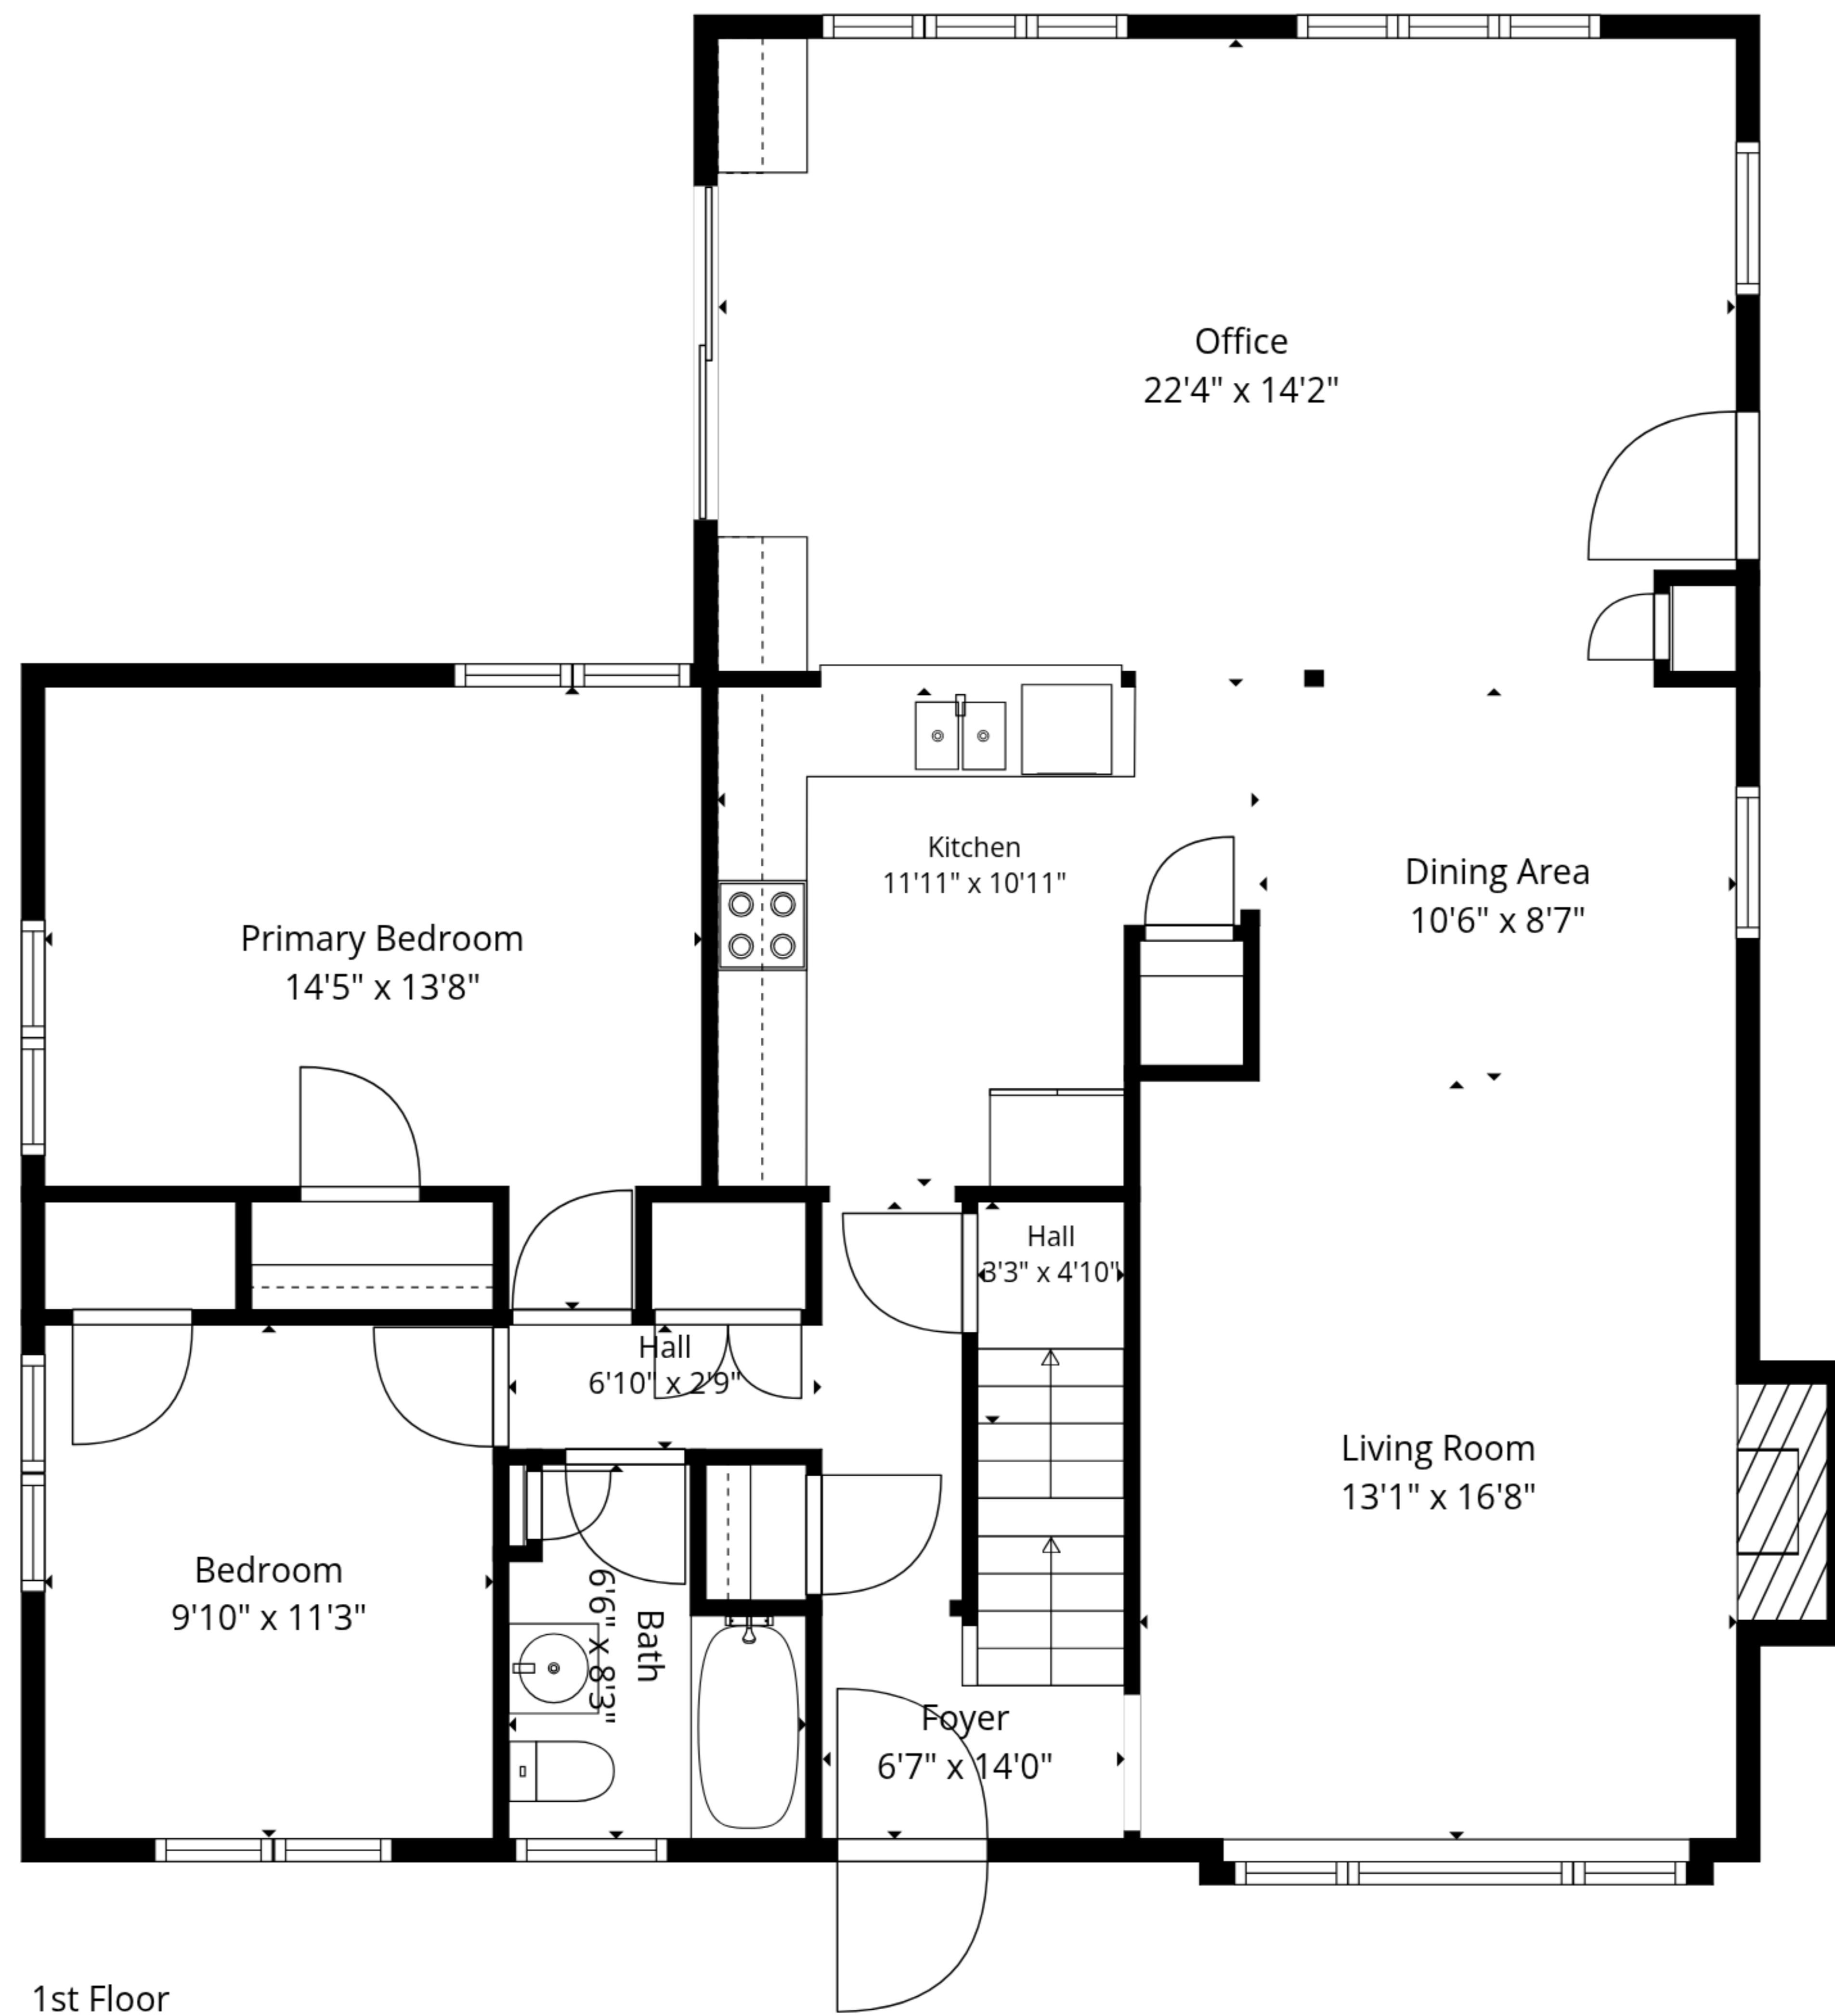 Office
22'4" x 14'2"
Kitchen
11'11" x 10'11"
Dining Area
10'6" x 8'7"
Primary Bedroom
14'5" x 13'8"
Hall
3'3" x 4'10"
Hall
6'10" x 2'9"
Living Room
13'1" x 16'8"
Bedroom
9'10" x 11'3"
Bath
6'6" x 8'3"
Foyer
6'7" x 14'0"
1st Floor